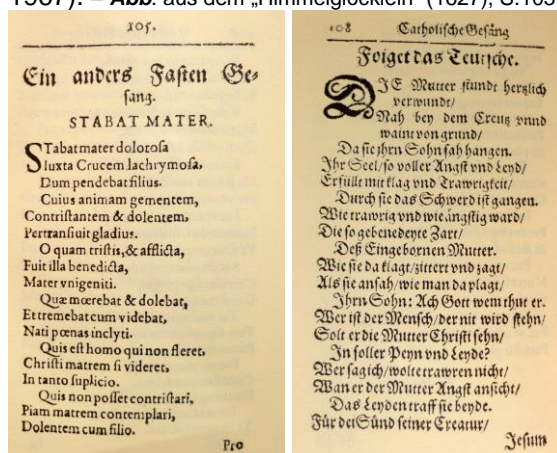 1987). – Abb. aus dem „Himmelglöcklein" (1627), S.105
105.
Ein anders Fasten Ge-
sang.
STABAT MATER.
STabat mater dolorosa
Iuxta Crucem lachrymosa,
Dum pendebat filius.
Cuius animam gementem,
Contristantem & dolentem,
Pertransiuit gladius.
O quam tristis, & afflicta,
Fuit illa benedicta,
Mater vnigeniti.
Quæ mœrebat & dolebat,
Et tremebat cum videbat,
Nati pœnas inclyti.
Quis est homo qui non fleret,
Christi matrem si videret,
In tanto suplicio.
Quis non posset contristari,
Piam matrem contemplari,
Dolentem cum filio.
Pro
108 Catholische Gesäng
Folget das Teutsche.
DIE Mutter stundt hertzlich
verwundt/
Nah bey dem Creutz vnnd
waint von grund/
Da sie jhrn Sohn sah hangen.
Ihr Seel/ so voller Angst vnd Leyd/
Erfüllt mit klag vnd Trawrigkeit/
Durch sie das Schwerd ist gangen.
Wie trawrig vnd wie ängstig ward/
Die so gebenedeyte Zart/
Deß Eingebornen Mutter.
Wie sie da klagt/ zittert vnd zagt/
Als sie ansah/ wie man da plagt/
Ihrn Sohn: Ach Gott wem thut er.
Wer ist der Mensch/ der nit wird stehn/
Solt er die Mutter Christi sehn/
In soller Peyn vnd Leyde?
Wer sag ich/ wolte trawren nicht/
Wan er der Mutter Angst ansicht/
Das Leyden traff sie beyde.
Für der Sünd seiner Creatur/
Jesum